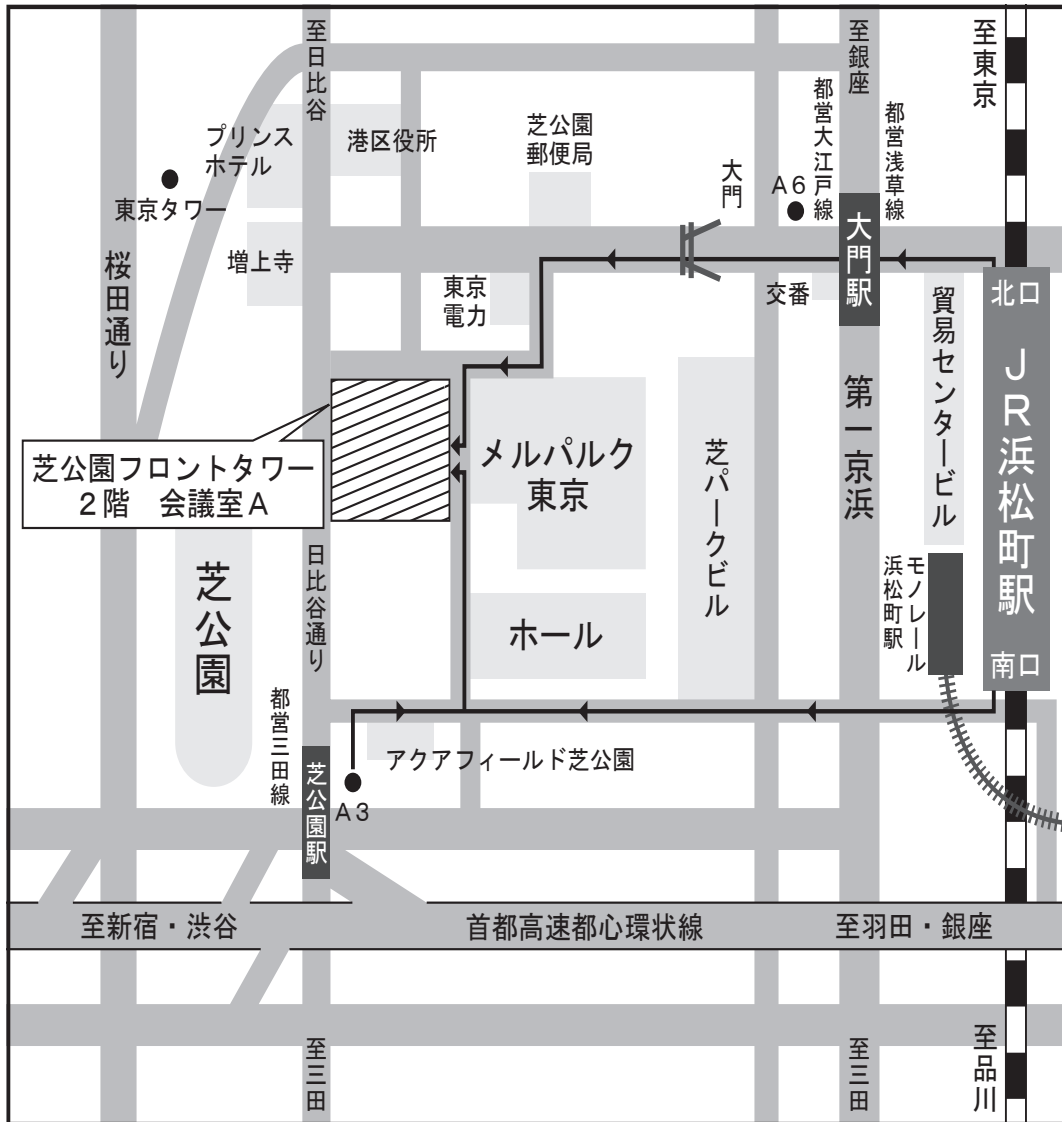 至日比谷
至銀座
至東京
都営大江戸線
都営浅草線
プリンス
ホテル
港区役所
芝公園
郵便局
大門
A6
東京タワー
大門駅
桜田通り
増上寺
東京
電力
交番
貿易センタービル
北口
JR浜松町駅
南口
第一京浜
芝公園フロントタワー
2階　会議室A
メルパルク
東京
芝パークビル
芝公園
日比谷通り
ホール
モノレール
浜松町駅
都営三田線
芝公園駅
アクアフィールド芝公園
A3
至新宿・渋谷
首都高速都心環状線
至羽田・銀座
至三田
至三田
至品川